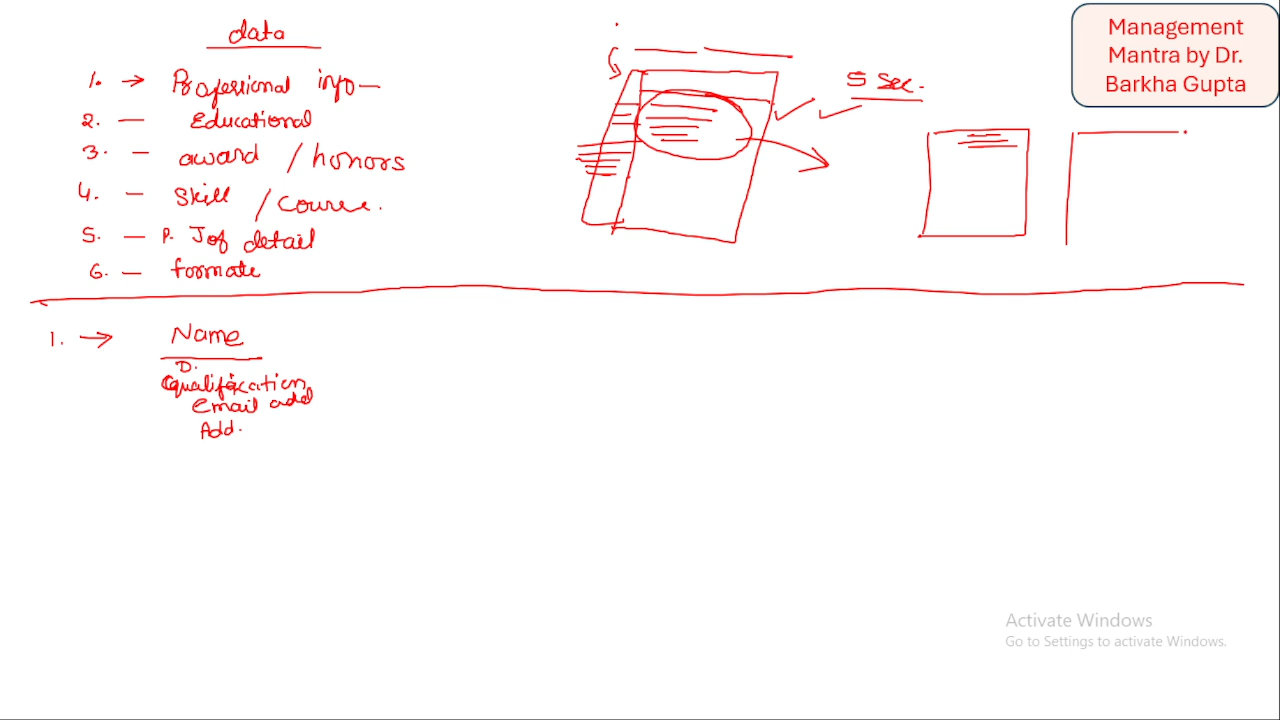 data
1. → Professional info —
2. — Educational
3. — award / honors
4. — Skill / Course.
5. — P. Job detail
6. — formate
5 Sec.
Management
Mantra by Dr.
Barkha Gupta
1. → Name
D.
Qualification
Email add
Add.
Activate Windows
Go to Settings to activate Windows.